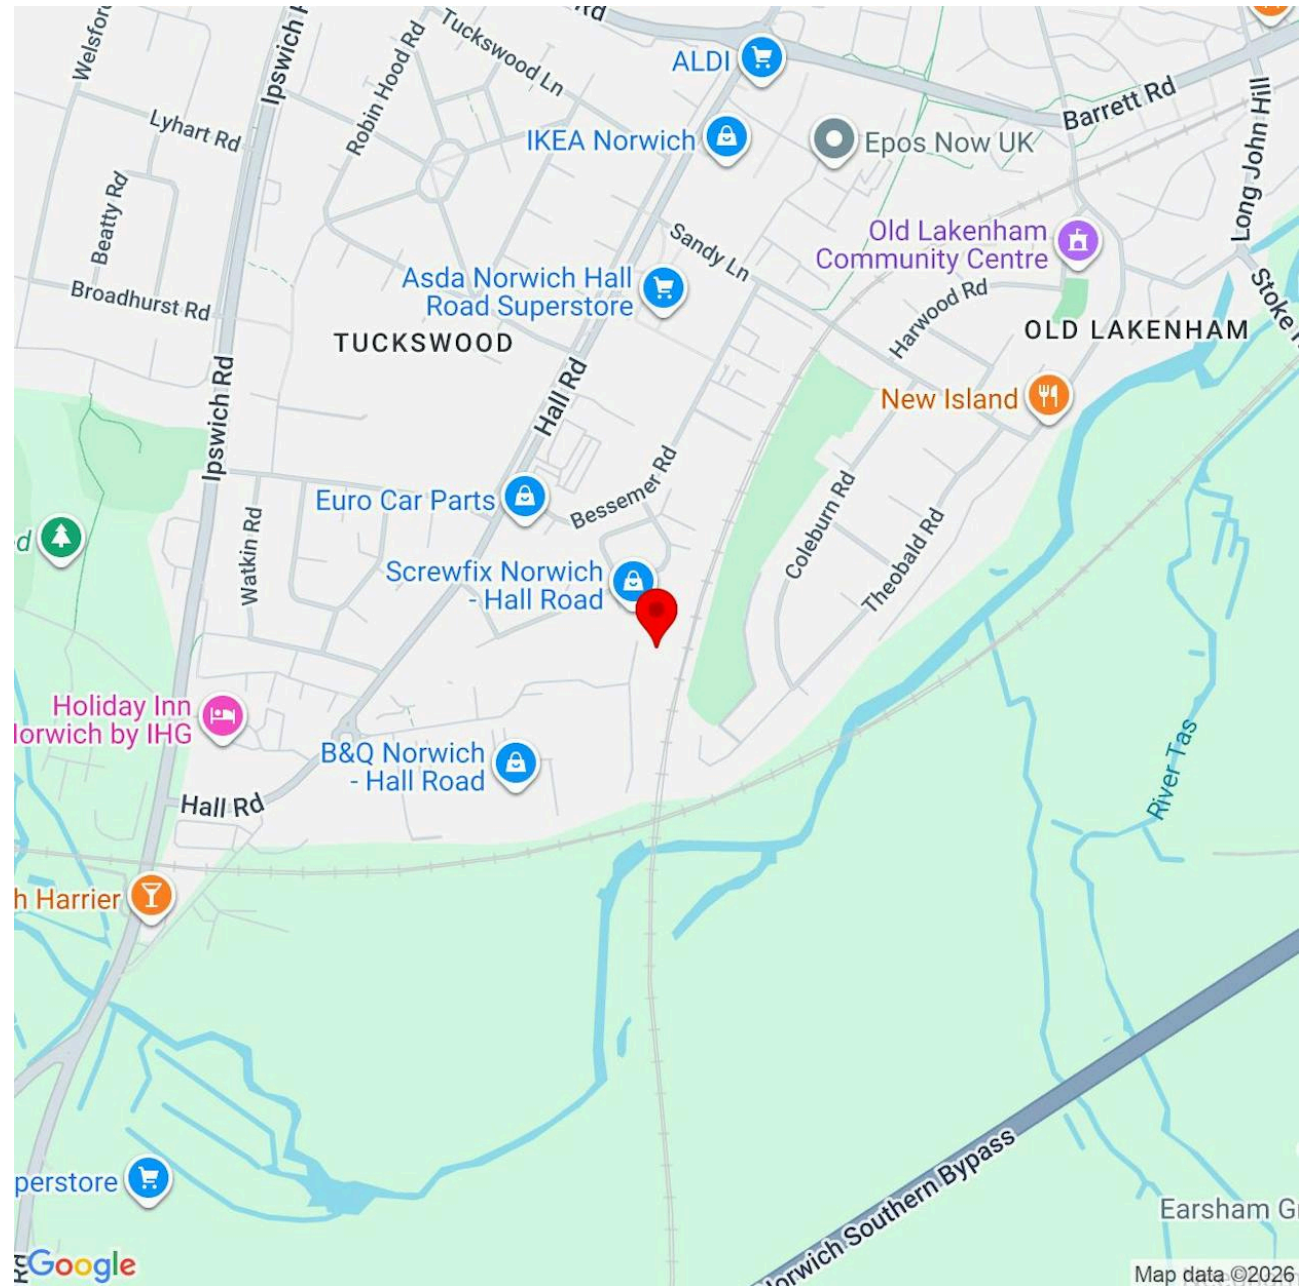 Welsford
Ipswich R
Robin Hood Rd
Tuckswood Ln
Rd
ALDI
Barrett Rd
Long John Hill
Lyhart Rd
IKEA Norwich
Epos Now UK
Beatty Rd
Sandy Ln
Old Lakenham
Community Centre
Stoke R
Broadhurst Rd
Asda Norwich Hall
Road Superstore
Harwood Rd
TUCKSWOOD
OLD LAKENHAM
Ipswich Rd
Hall Rd
New Island
Bessemer Rd
Euro Car Parts
Coleburn Rd
Theobald Rd
d
Watkin Rd
Screwfix Norwich
- Hall Road
Holiday Inn
lorwich by IHG
B&Q Norwich
- Hall Road
River Tas
Hall Rd
h Harrier
perstore
Norwich Southern Bypass
Earsham G
Rd
Google
Map data ©2026